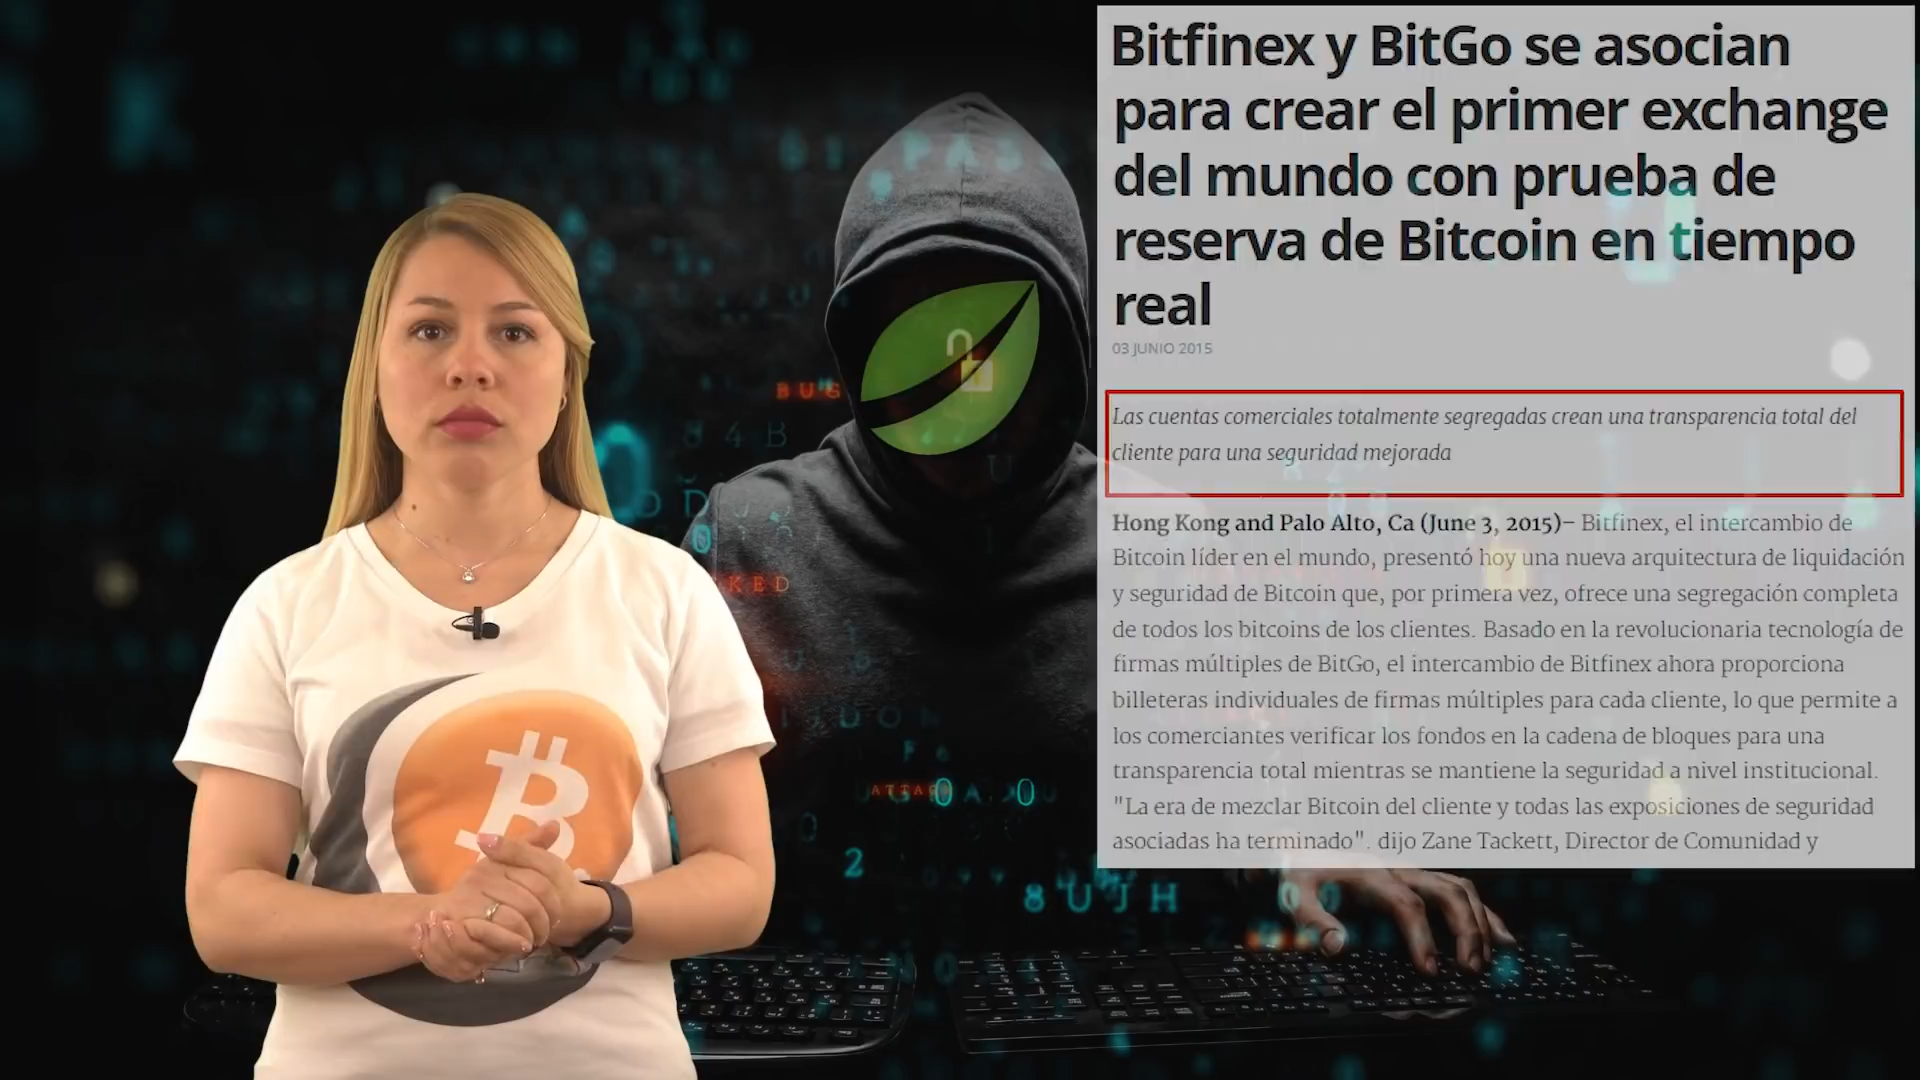 Bitfinex y BitGo se asocian
para crear el primer exchange
del mundo con prueba de
reserva de Bitcoin en tiempo
real
03 JUNIO 2015
Las cuentas comerciales totalmente segregadas crean una transparencia total del
cliente para una seguridad mejorada
Hong Kong and Palo Alto, Ca (June 3, 2015)– Bitfinex, el intercambio de
Bitcoin líder en el mundo, presentó hoy una nueva arquitectura de liquidación
y seguridad de Bitcoin que, por primera vez, ofrece una segregación completa
de todos los bitcoins de los clientes. Basado en la revolucionaria tecnología de
firmas múltiples de BitGo, el intercambio de Bitfinex ahora proporciona
billeteras individuales de firmas múltiples para cada cliente, lo que permite a
los comerciantes verificar los fondos en la cadena de bloques para una
transparencia total mientras se mantiene la seguridad a nivel institucional.
"La era de mezclar Bitcoin del cliente y todas las exposiciones de seguridad
asociadas ha terminado". dijo Zane Tackett, Director de Comunidad y
BUG
84B
KED
2
8UJH